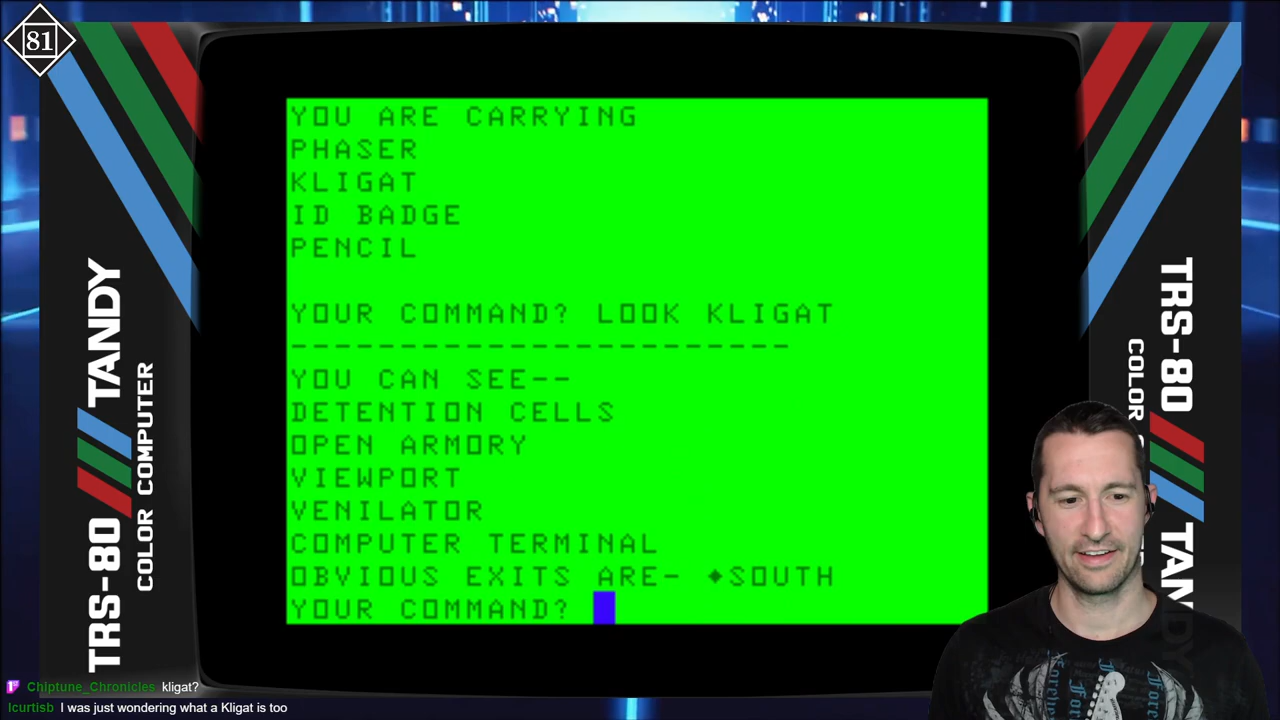 81
YOU ARE CARRYING
PHASER
KLIGAT
ID BADGE
PENCIL
YOUR COMMAND? LOOK KLIGAT
-----------------------
YOU CAN SEE--
DETENTION CELLS
OPEN ARMORY
VIEWPORT
VENILATOR
COMPUTER TERMINAL
OBVIOUS EXITS ARE- ♦SOUTH
YOUR COMMAND?
TRS-80 TANDY
COLOR COMPUTER
TRS-80 TAN
COLOR
Chiptune_Chronicles kligat?
lcurtisb I was just wondering what a Kligat is too